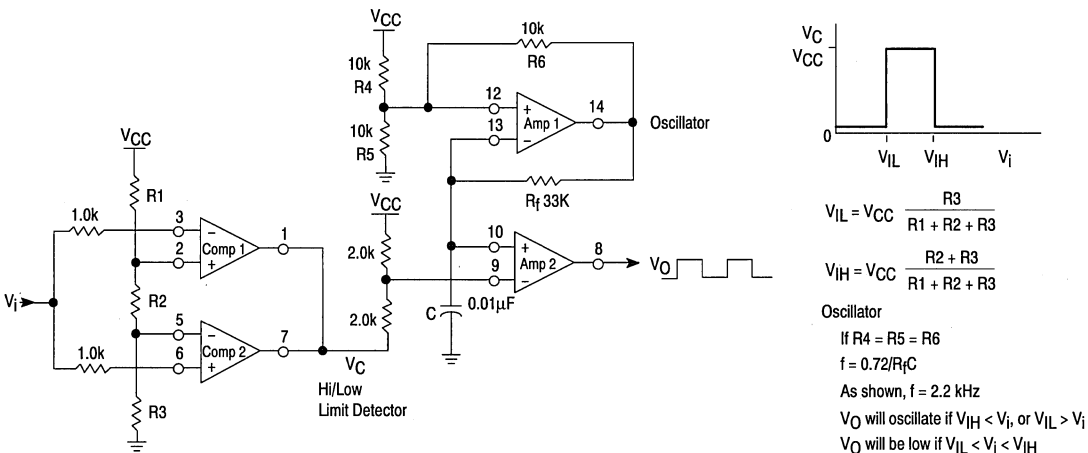 VCC
10k
R4
10k
R6
12
+
Amp 1
14
13
−
Oscillator
10k
R5
Rf 33K
VCC
R1
1.0k
3
−
Comp 1
1
2
+
R2
Vi
5
−
Comp 2
7
1.0k
6
+
R3
VC
Hi/Low
Limit Detector
VCC
2.0k
10
+
Amp 2
8
9
−
VO
2.0k
C
0.01µF
VC
VCC
0
VIL
VIH
Vi
VIL = VCC R3
R1 + R2 + R3
VIH = VCC R2 + R3
R1 + R2 + R3
Oscillator
If R4 = R5 = R6
f = 0.72/RfC
As shown, f = 2.2 kHz
VO will oscillate if VIH < Vi, or VIL > Vi
VO will be low if VIL < Vi < VIH